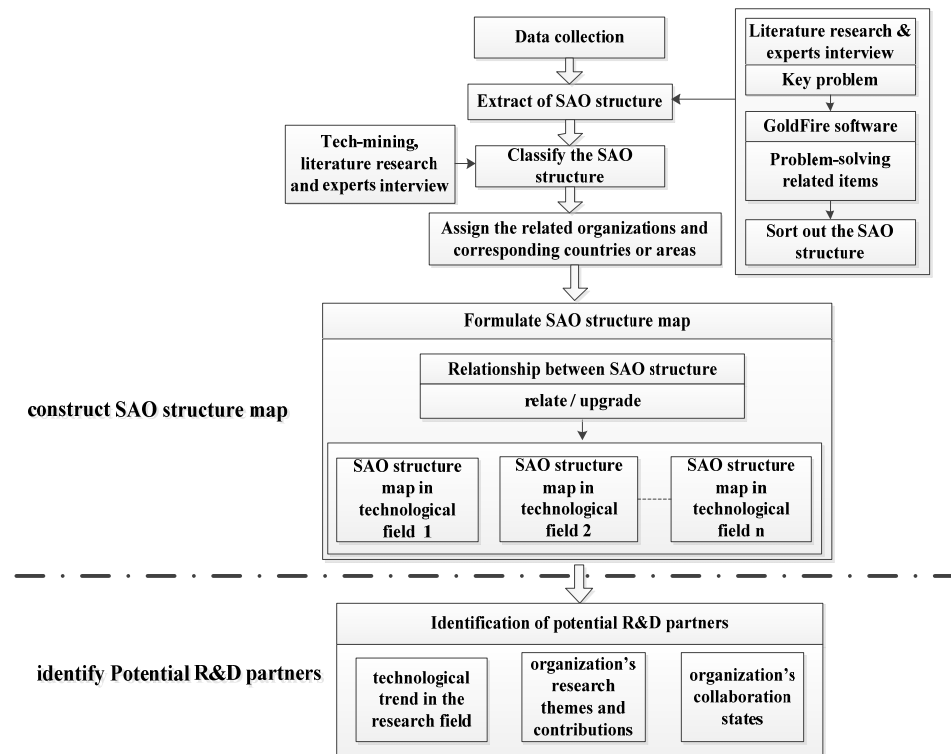 Data collection
Extract of SAO structure
Literature research &
experts interview
Key problem
GoldFire software
Problem-solving
related items
Sort out the SAO
structure
Tech-mining,
literature research
and experts interview
Classify the SAO
structure
Assign the related organizations and
corresponding countries or areas
Formulate SAO structure map
Relationship between SAO structure
relate / upgrade
construct SAO structure map
SAO structure
map in
technological
field 1
SAO structure
map in
technological
field 2
SAO structure
map in
technological
field n
Identification of potential R&D partners
identify Potential R&D partners
technological
trend in the
research field
organization's
research
themes and
contributions
organization's
collaboration
states